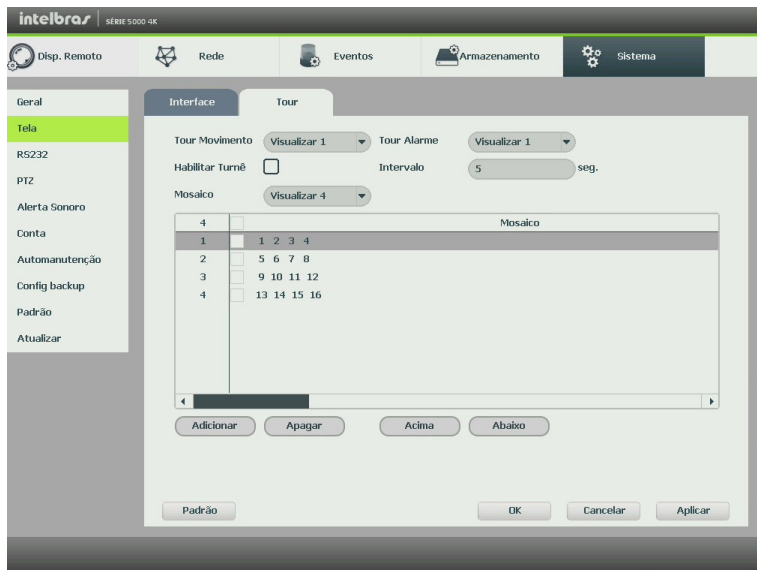 intelbras SÉRIE 5000 4K
Disp. Remoto Rede Eventos Armazenamento Sistema
Geral
Tela
RS232
PTZ
Alerta Sonoro
Conta
Automanutenção
Config backup
Padrão
Atualizar
Interface Tour
Tour Movimento Visualizar 1 Tour Alarme Visualizar 1
Habilitar Turnê Intervalo 5 seg.
Mosaico Visualizar 4
4 Mosaico
1 1 2 3 4
2 5 6 7 8
3 9 10 11 12
4 13 14 15 16
Adicionar Apagar Acima Abaixo
Padrão OK Cancelar Aplicar